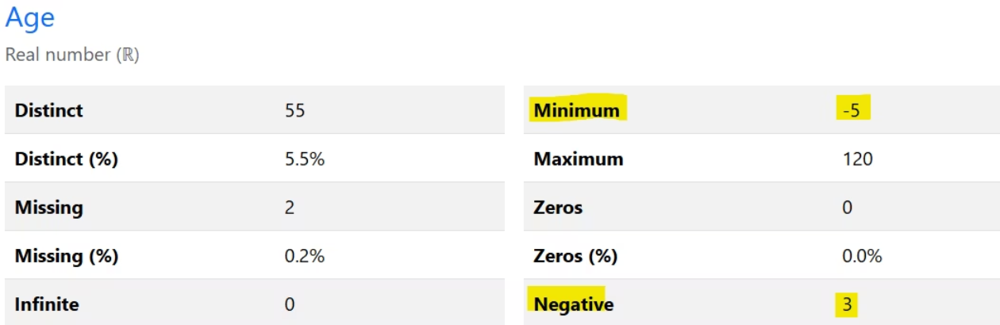 Age
Real number (ℝ)
Distinct 55
Distinct (%) 5.5%
Missing 2
Missing (%) 0.2%
Infinite 0
Minimum -5
Maximum 120
Zeros 0
Zeros (%) 0.0%
Negative 3